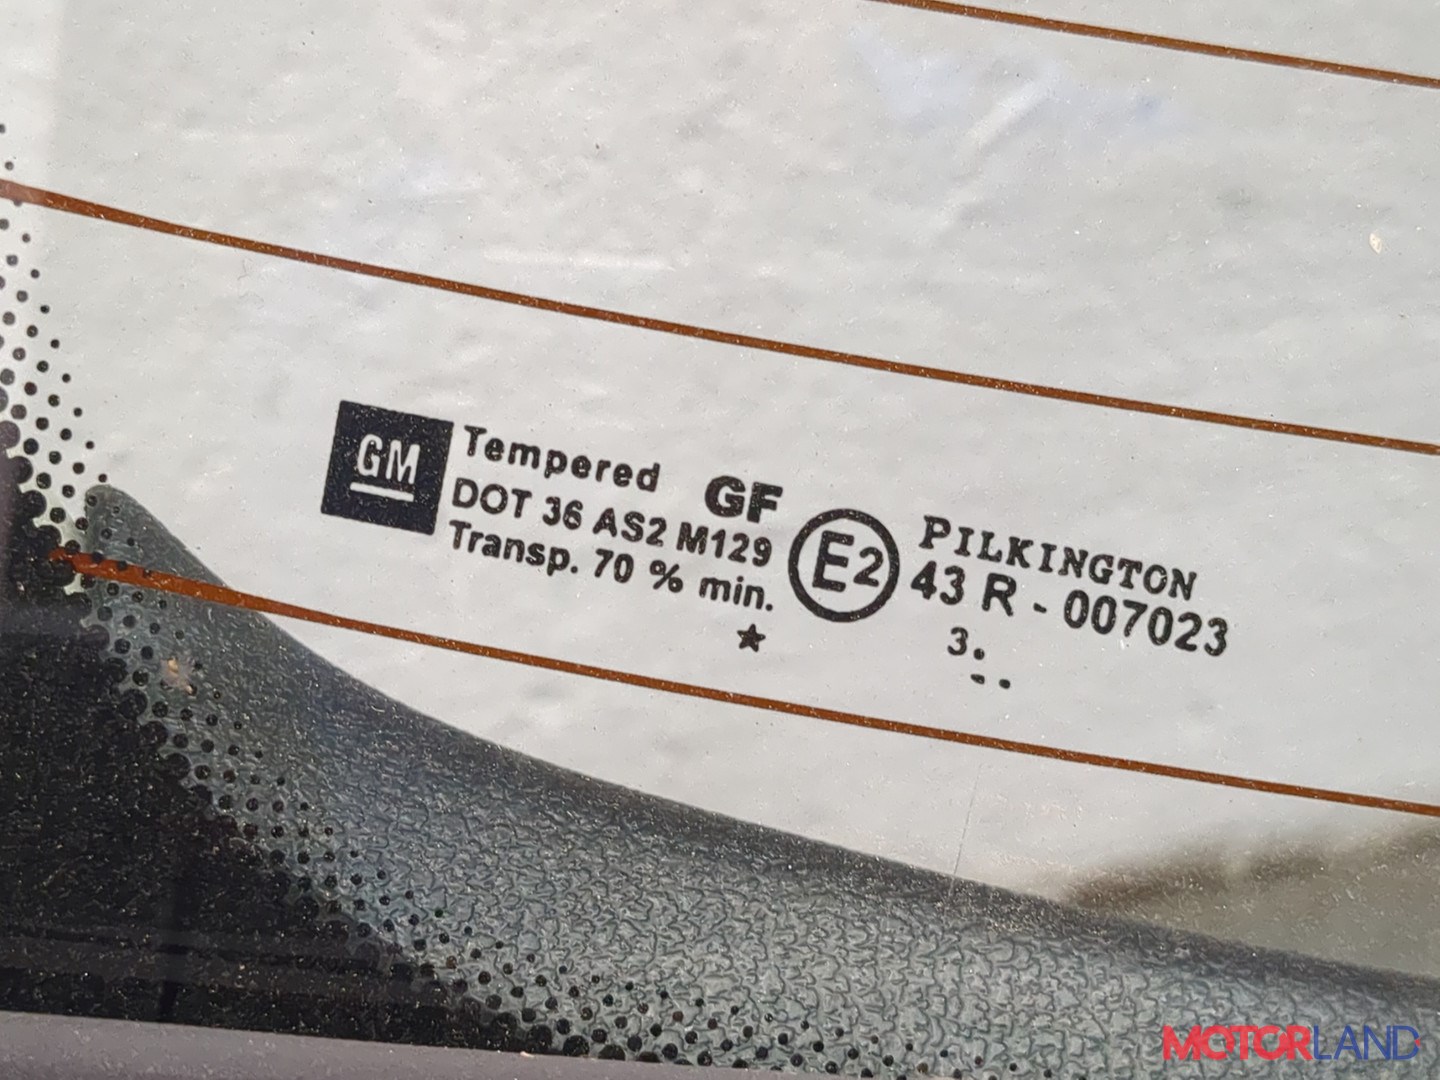 GM
Tempered GF
DOT 36 AS2 M129
Transp. 70 % min.
★
E2
PILKINGTON
43 R - 007023
3.
..
MOTORLAND